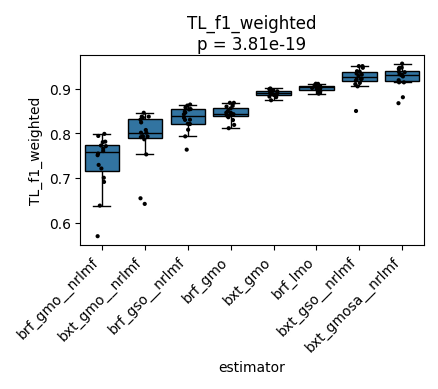 TL_f1_weighted
p = 3.81e-19
TL_f1_weighted
0.9
0.8
0.7
0.6
brf_gmo__nrlmf
bxt_gmo__nrlmf
brf_gso__nrlmf
brf_gmo
bxt_gmo
brf_lmo
bxt_gso__nrlmf
bxt_gmosa__nrlmf
estimator